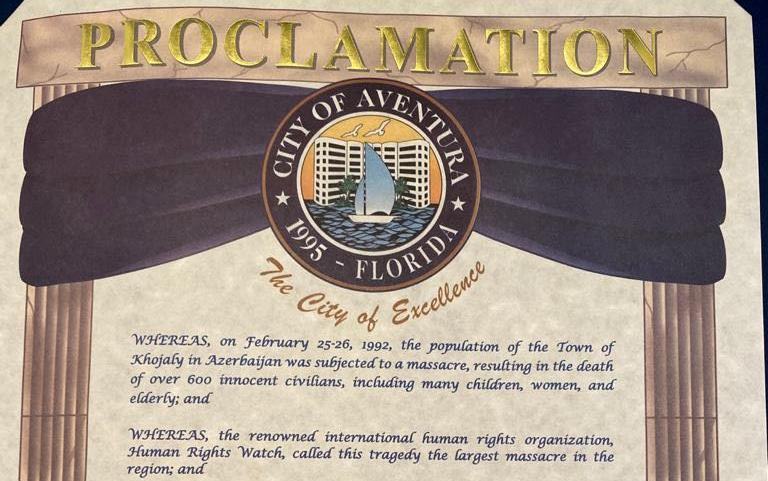 PROCLAMATION
CITY OF AVENTURA
1995 - FLORIDA
The City of Excellence
WHEREAS, on February 25-26, 1992, the population of the Town of
Khojaly in Azerbaijan was subjected to a massacre, resulting in the death
of over 600 innocent civilians, including many children, women, and
elderly; and
WHEREAS, the renowned international human rights organization,
Human Rights Watch, called this tragedy the largest massacre in the
region; and